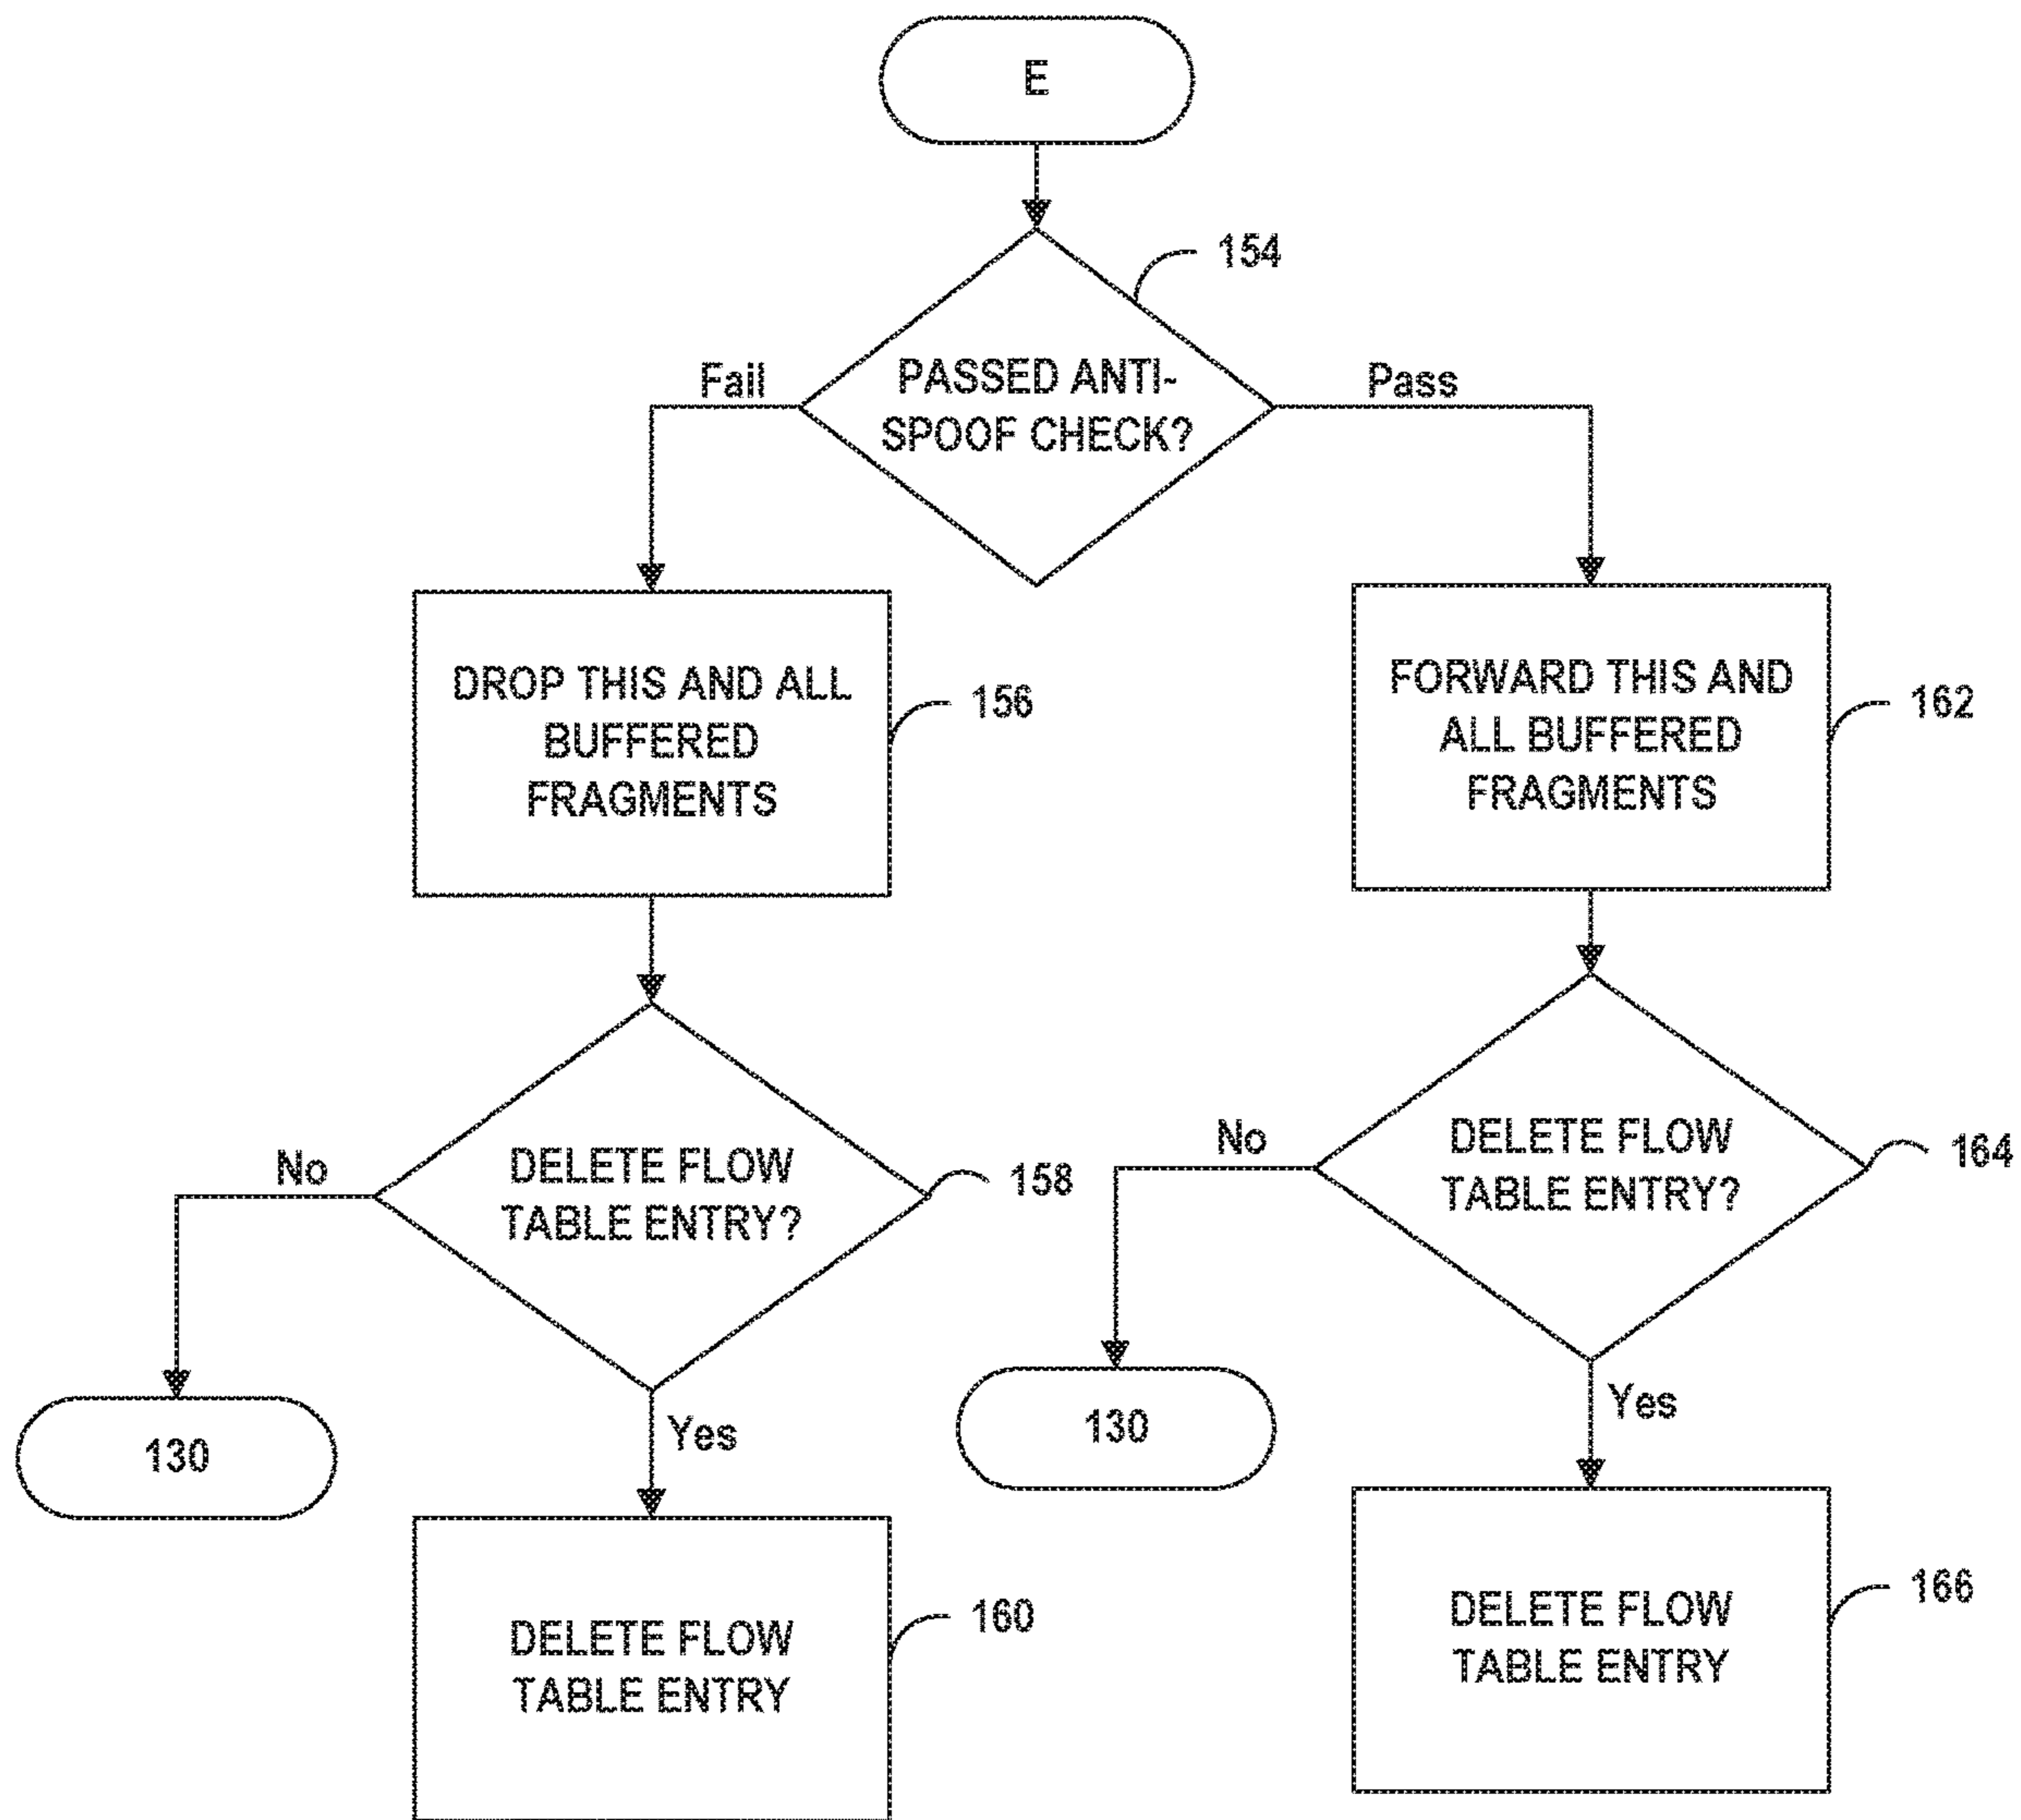 E
154
Fail
PASSED ANTI-
SPOOF CHECK?
Pass
DROP THIS AND ALL
BUFFERED
FRAGMENTS
156
FORWARD THIS AND
ALL BUFFERED
FRAGMENTS
162
No
DELETE FLOW
TABLE ENTRY?
158
No
DELETE FLOW
TABLE ENTRY?
164
130
Yes
130
Yes
DELETE FLOW
TABLE ENTRY
160
DELETE FLOW
TABLE ENTRY
166